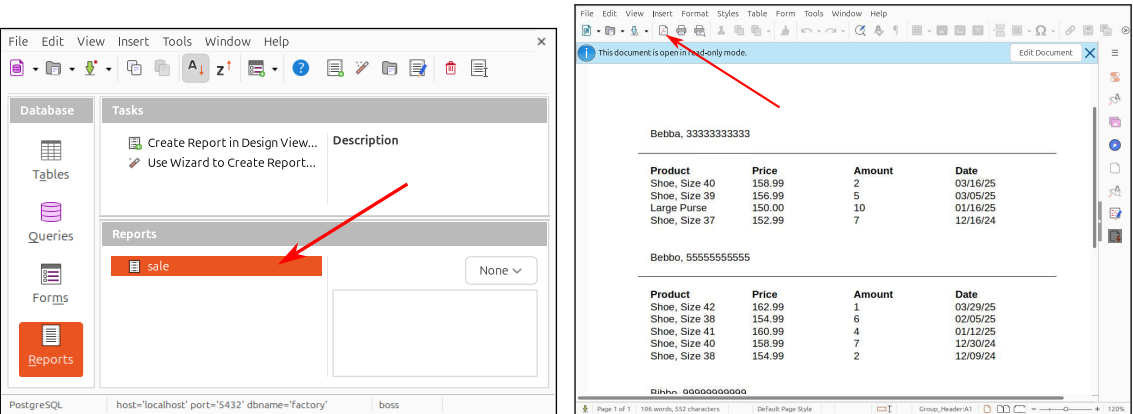 File Edit View Insert Tools Window Help
Database
Tables
Queries
Forms
Reports
Tasks
Create Report in Design View...
Use Wizard to Create Report...
Description
Reports
sale
None
PostgreSQL host='localhost' port='5432' dbname='factory' boss
File Edit View Insert Format Styles Table Form Tools Window Help
This document is open in read-only mode. Edit Document
Bebba, 33333333333
Product Price Amount Date
Shoe, Size 40 158.99 2 03/16/25
Shoe, Size 39 156.99 5 03/05/25
Large Purse 150.00 10 01/16/25
Shoe, Size 37 152.99 7 12/16/24
Bebbo, 55555555555
Product Price Amount Date
Shoe, Size 42 162.99 1 03/29/25
Shoe, Size 38 154.99 6 02/05/25
Shoe, Size 41 160.99 4 01/12/25
Shoe, Size 40 158.99 7 12/30/24
Shoe, Size 38 154.99 2 12/09/24
Bibbo, 99999999999
Page 1 of 1 106 words, 552 characters Default Page Style Group_Header:A1 120%